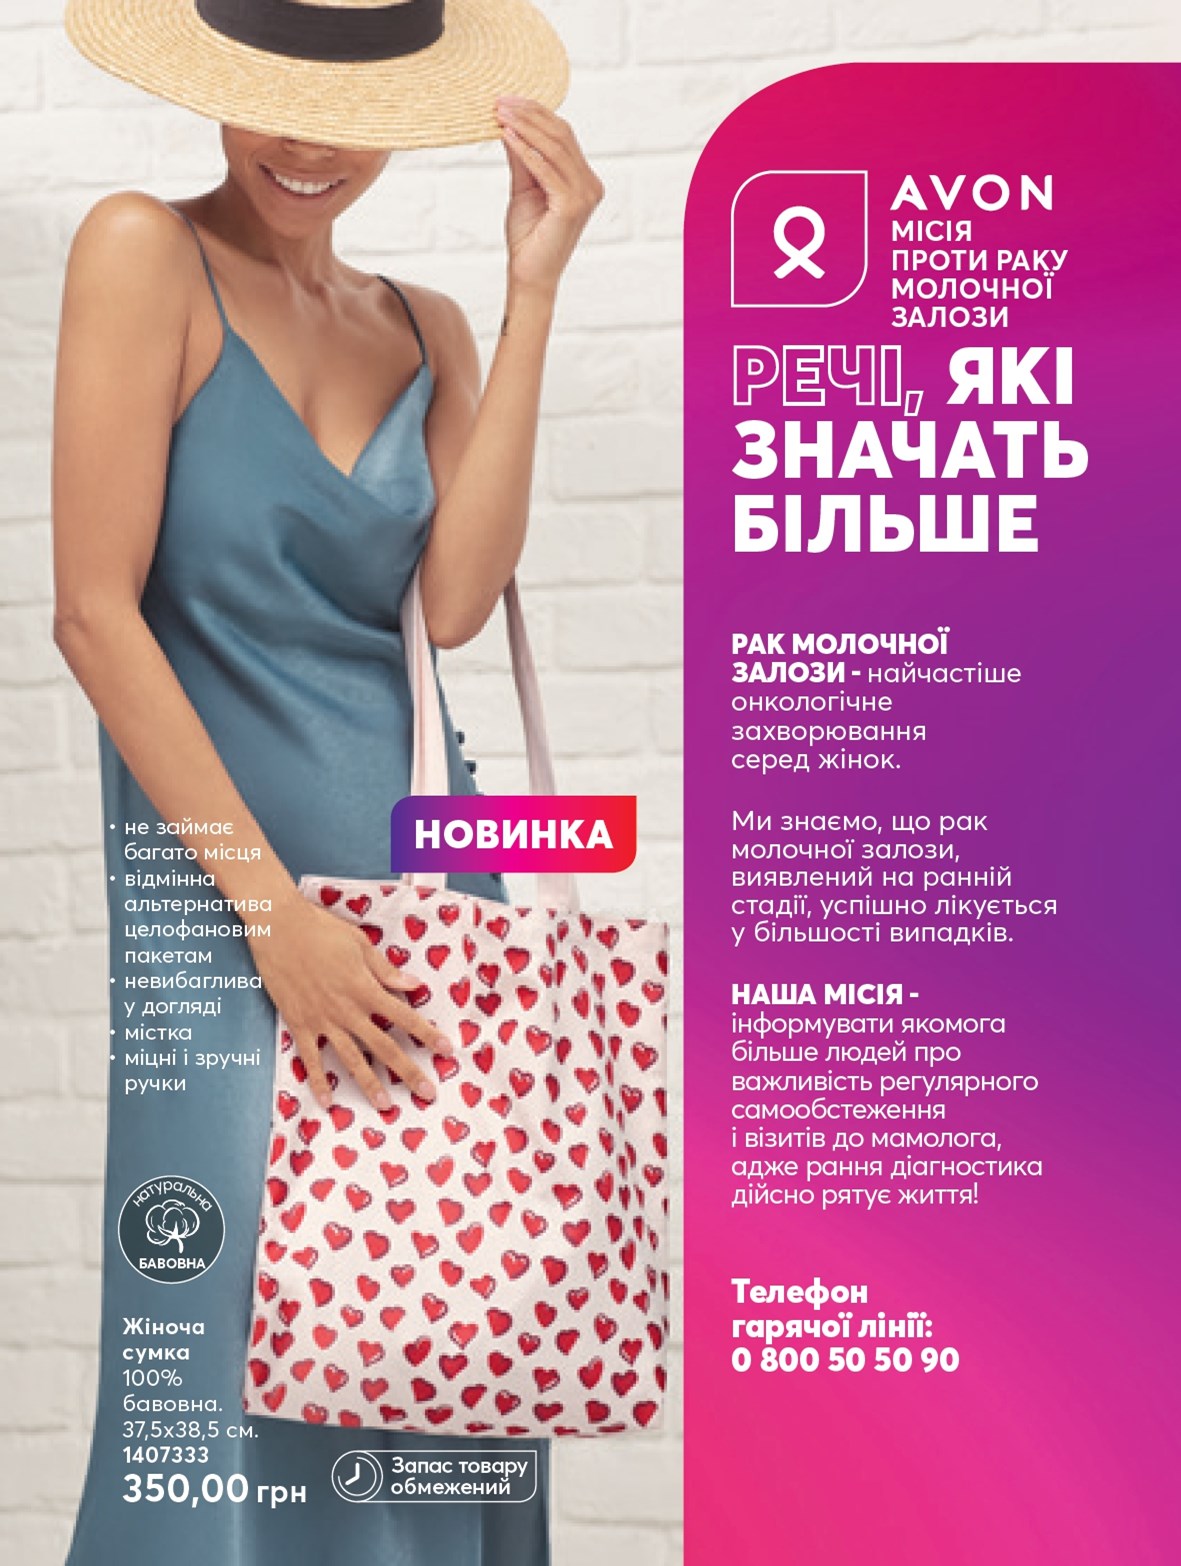 AVON
МІСІЯ
ПРОТИ РАКУ
МОЛОЧНОЇ
ЗАЛОЗИ
РЕЧІ, ЯКІ
ЗНАЧАТЬ
БІЛЬШЕ
РАК МОЛОЧНОЇ
ЗАЛОЗИ - найчастіше
онкологічне
захворювання
серед жінок.
Ми знаємо, що рак
молочної залози,
виявлений на ранній
стадії, успішно лікується
у більшості випадків.
НАША МІСІЯ -
інформувати якомога
більше людей про
важливість регулярного
самообстеження
і візитів до мамолога,
адже рання діагностика
дійсно рятує життя!
Телефон
гарячої лінії:
0 800 50 50 90
НОВИНКА
• не займає
багато місця
• відмінна
альтернатива
целофановим
пакетам
• невибаглива
у догляді
• містка
• міцні і зручні
ручки
натуральна
БАВОВНА
Жіноча
сумка
100%
бавовна.
37,5х38,5 см.
1407333
350,00 грн
Запас товару
обмежений